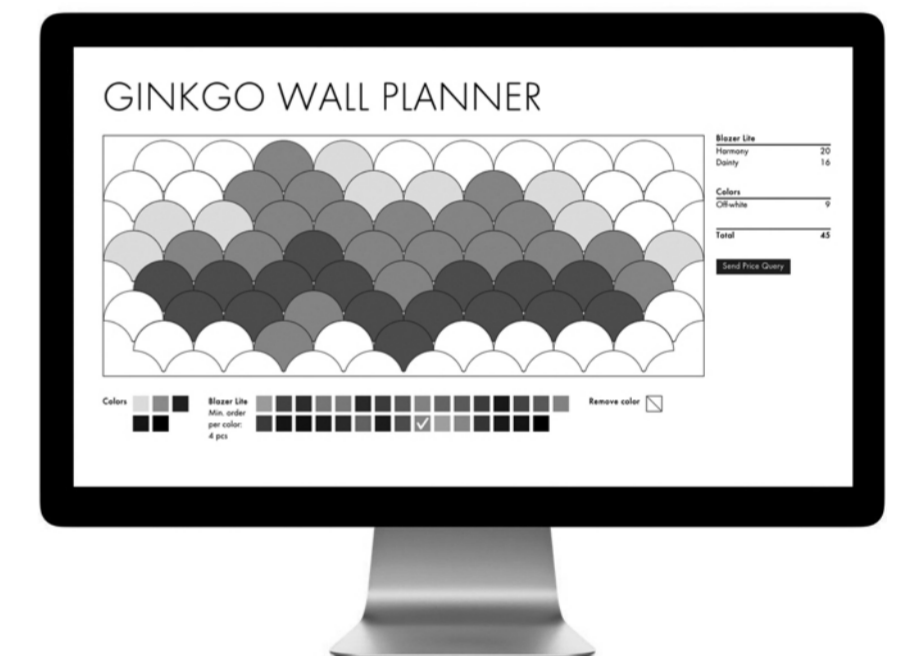 GINKGO WALL PLANNER
Blazer Lite
Harmony 20
Dainty 16
Colors
Off-white 9
Total 45
Send Price Query
Colors
Blazer Lite
Min. order
per color:
4 pcs
Remove color